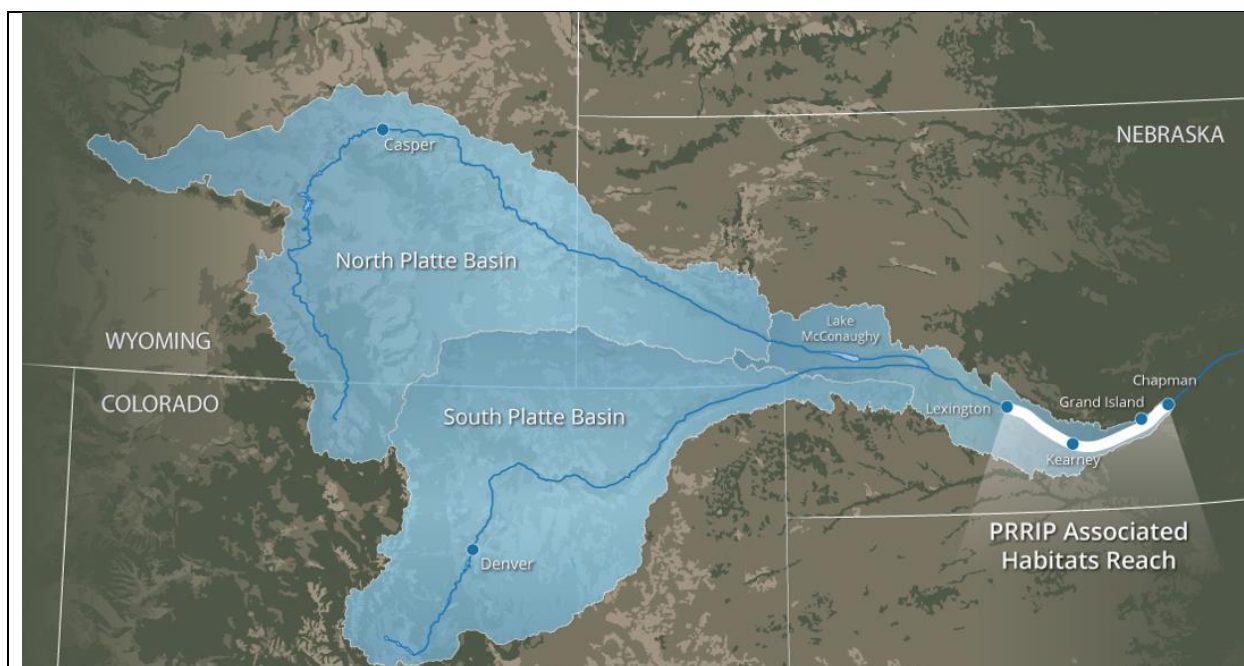 NEBRASKA
Casper
North Platte Basin
Lake
McConaughy
WYOMING
COLORADO
Chapman
Grand Island
Lexington
South Platte Basin
Kearney
PRRIP Associated
Habitats Reach
Denver